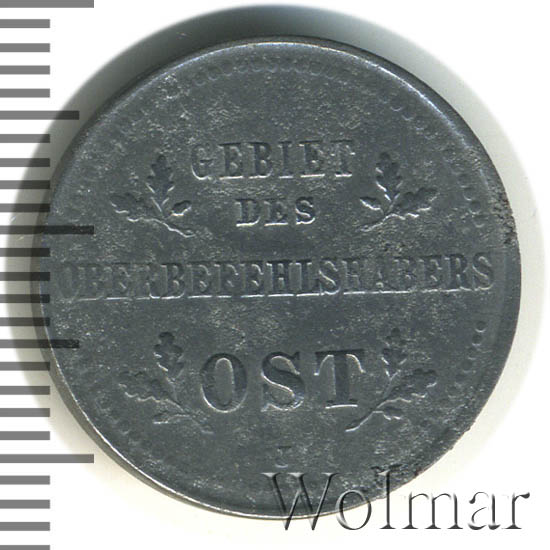 GEBIET
DES
OBERBEFEHLSHABERS
OST
J
Wolmar